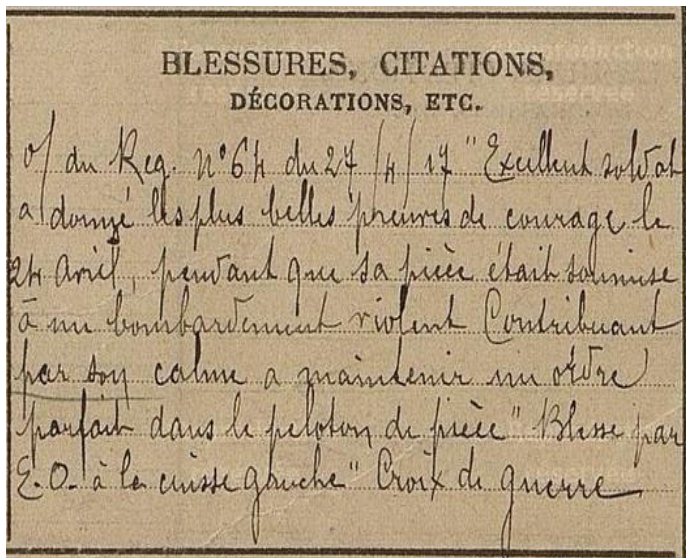 BLESSURES, CITATIONS,
DÉCORATIONS, ETC.
O/ du Reg. N°64 du 27/4/17 "Excellent soldat
a donné les plus belles preuves de courage le
24 avril, pendant que sa pièce était soumise
à un bombardement violent Contribuant
par son calme a maintenir un ordre
parfait dans le peloton de pièce" Blesse par
E.O. à la cuisse gauche" Croix de guerre